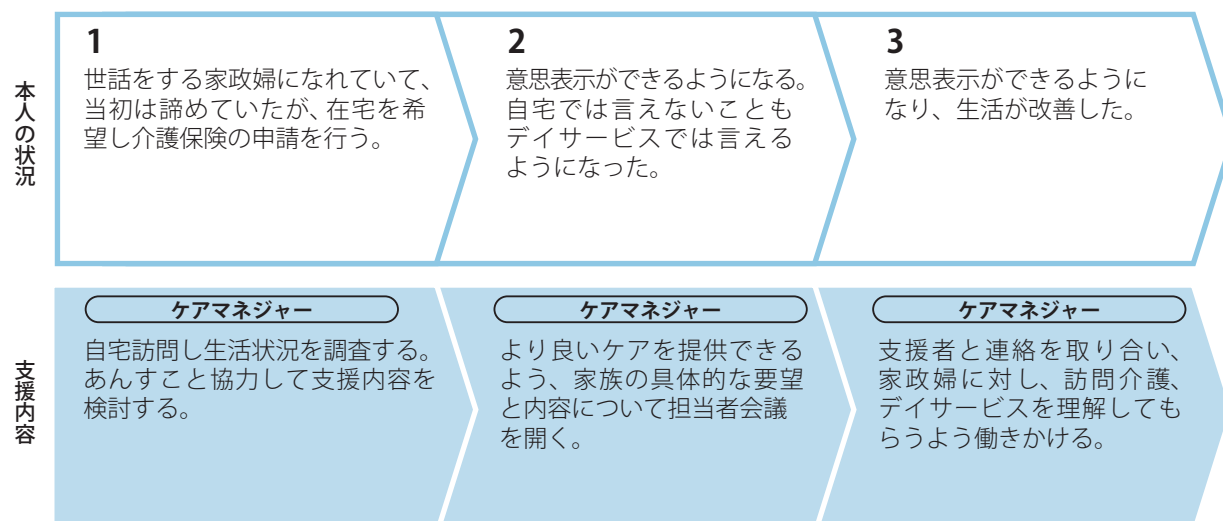 本人の状況
1
世話をする家政婦になれていて、
当初は諦めていたが、在宅を希
望し介護保険の申請を行う。
2
意思表示ができるようになる。
自宅では言えないことも
デイサービスでは言える
ようになった。
3
意思表示ができるように
なり、生活が改善した。
支援内容
ケアマネジャー
自宅訪問し生活状況を調査する。
あんすこと協力して支援内容を
検討する。
ケアマネジャー
より良いケアを提供できる
よう、家族の具体的な要望
と内容について担当者会議
を開く。
ケアマネジャー
支援者と連絡を取り合い、
家政婦に対し、訪問介護、
デイサービスを理解しても
らうよう働きかける。